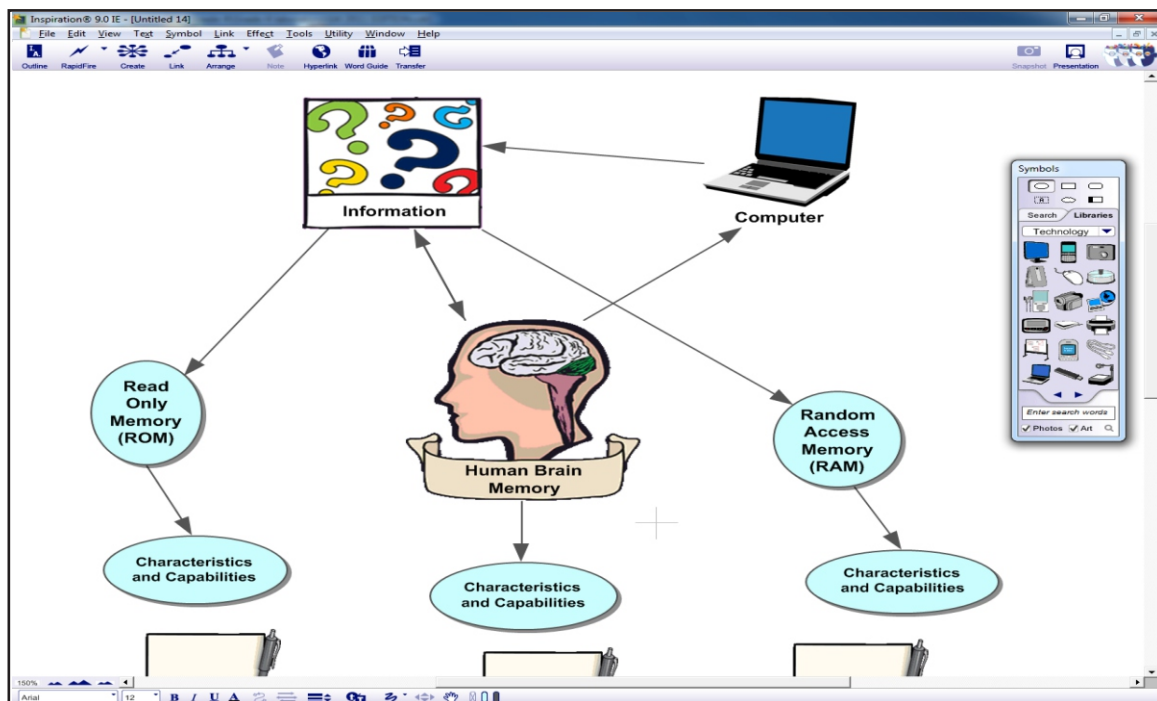 Inspiration® 9.0 IE - [Untitled 14]
File Edit View Text Symbol Link Effect Tools Utility Window Help
Outline RapidFire Create Link Arrange Note Hyperlink Word Guide Transfer Snapshot Presentation
Information
Computer
Read
Only
Memory
(ROM)
Human Brain
Memory
Random
Access
Memory
(RAM)
Characteristics
and Capabilities
Characteristics
and Capabilities
Characteristics
and Capabilities
Symbols
A
Search Libraries
Technology
Enter search words
Photos Art
150%
Arial 12 B I U A